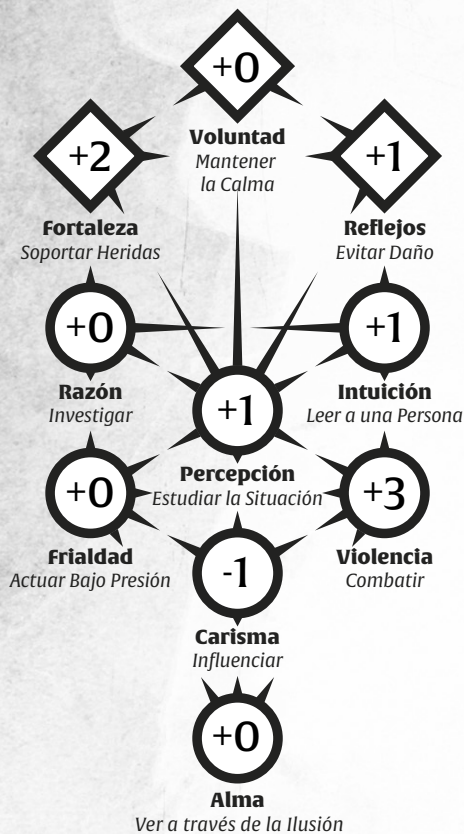 +0
Voluntad
Mantener
la Calma
+2
Fortaleza
Soportar Heridas
+1
Reflejos
Evitar Daño
+0
Razón
Investigar
+1
Intuición
Leer a una Persona
+1
Percepción
Estudiar la Situación
+0
Frialdad
Actuar Bajo Presión
+3
Violencia
Combatir
-1
Carisma
Influenciar
+0
Alma
Ver a través de la Ilusión